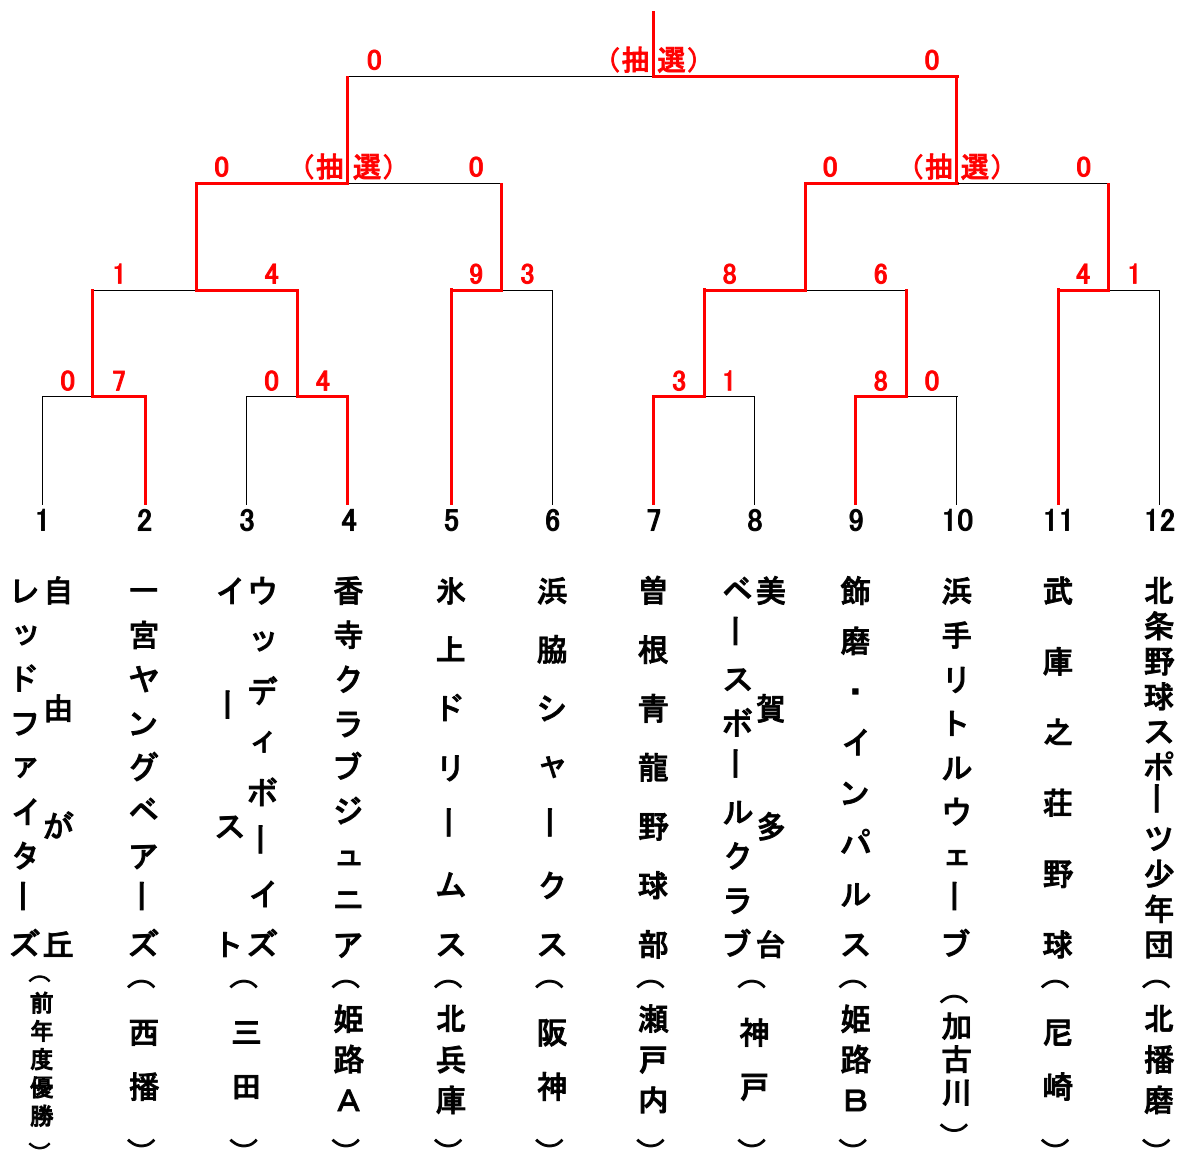 0 （抽選） 0
0 （抽選） 0 0 （抽選） 0
1 4 9 3 8 6 4 1
0 7 0 4 3 1 8 0
1 2 3 4 5 6 7 8 9 10 11 12
自由が丘
レッドファイターズ
（前年度優勝）
一宮ヤングベアーズ（西播）
ウッディボーイズ
イースト
（三田）
香寺クラブジュニア（姫路A）
氷上ドリームス（北兵庫）
浜脇シャークス（阪神）
曽根青龍野球部（瀬戸内）
美賀多台
ベースボールクラブ
（神戸）
飾磨・インパルス（姫路B）
浜手リトルウェーブ（加古川）
武庫之荘野球（尼崎）
北条野球スポーツ少年団（北播磨）